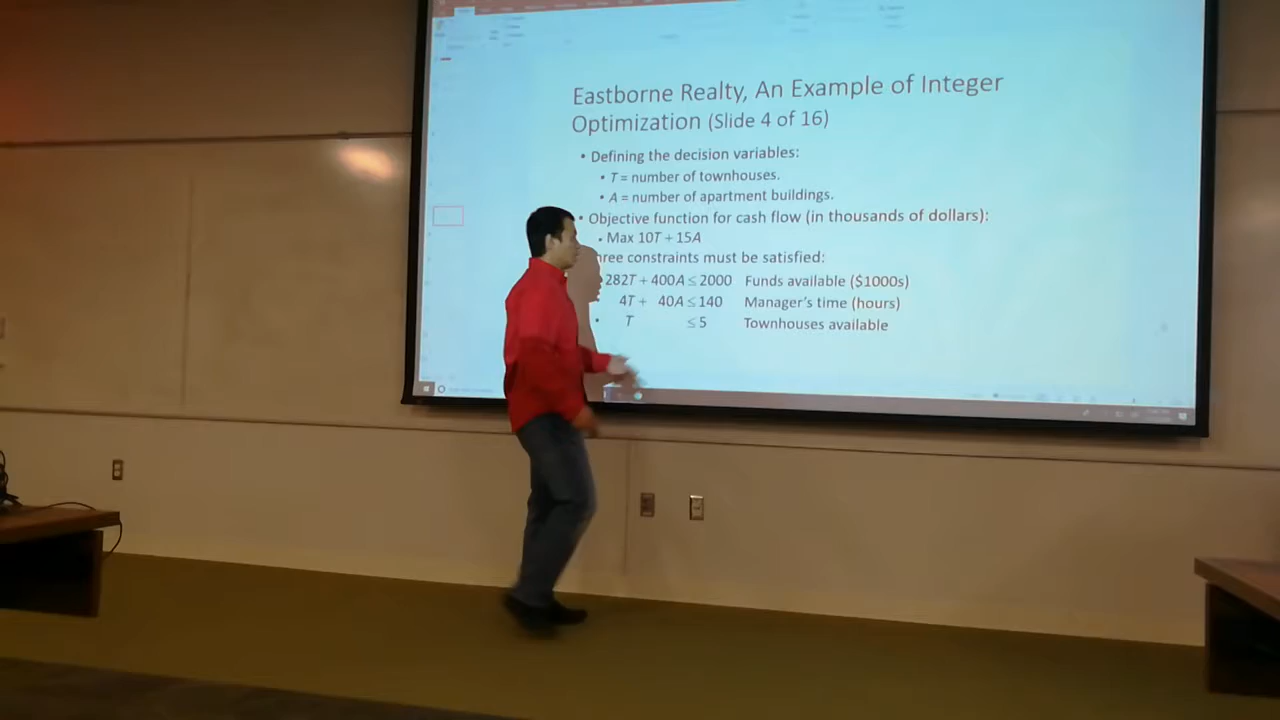 Eastborne Realty, An Example of Integer
Optimization (Slide 4 of 16)
• Defining the decision variables:
• T = number of townhouses.
• A = number of apartment buildings.
• Objective function for cash flow (in thousands of dollars):
• Max 10T + 15A
hree constraints must be satisfied:
282T + 400A ≤ 2000 Funds available ($1000s)
4T + 40A ≤ 140 Manager's time (hours)
• T ≤ 5 Townhouses available